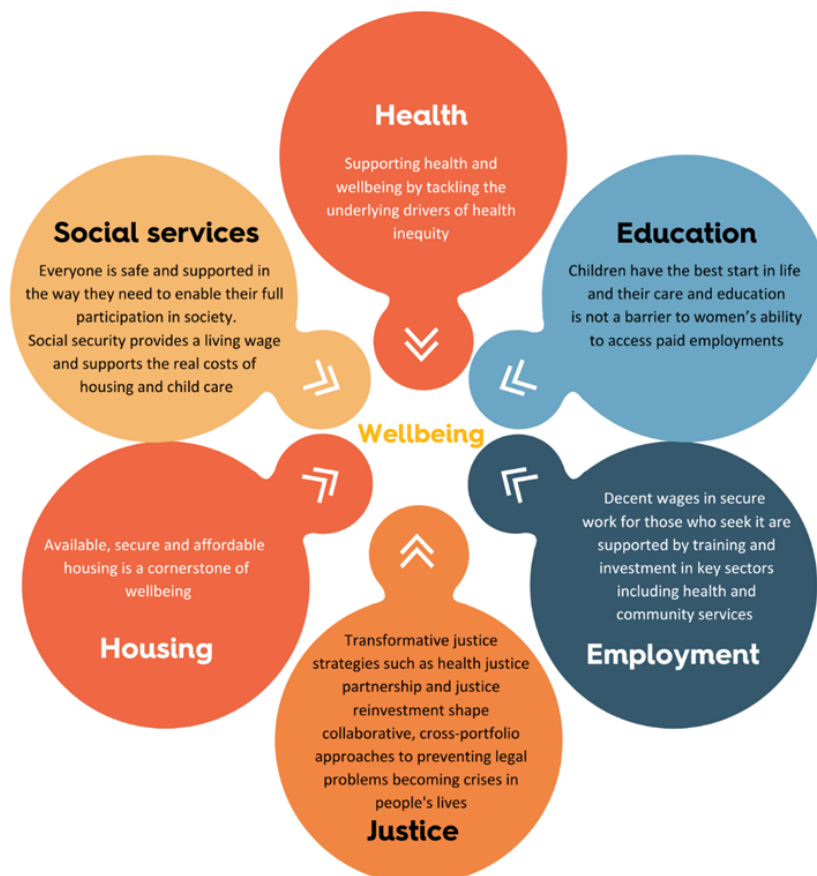 Health
Supporting health and
wellbeing by tackling the
underlying drivers of health
inequity
Social services
Everyone is safe and supported in
the way they need to enable their full
participation in society.
Social security provides a living wage
and supports the real costs of
housing and child care
Education
Children have the best start in life
and their care and education
is not a barrier to women's ability
to access paid employments
Wellbeing
Available, secure and affordable
housing is a cornerstone of
wellbeing
Housing
Decent wages in secure
work for those who seek it are
supported by training and
investment in key sectors
including health and
community services
Employment
Transformative justice
strategies such as health justice
partnership and justice
reinvestment shape
collaborative, cross-portfolio
approaches to preventing legal
problems becoming crises in
people's lives
Justice